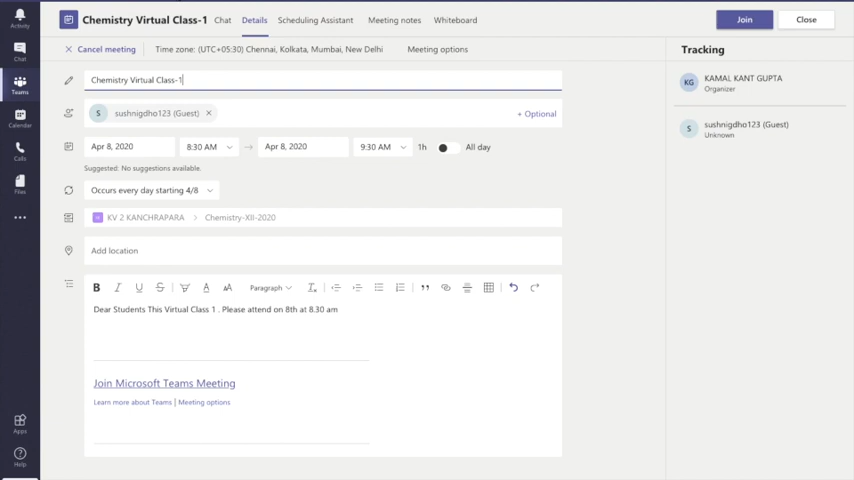 Chemistry Virtual Class-1 Chat Details Scheduling Assistant Meeting notes Whiteboard Join Close
Activity
Chat
Teams
Calendar
Calls
Files
Apps
Help
Cancel meeting Time zone: (UTC+05:30) Chennai, Kolkata, Mumbai, New Delhi Meeting options
Chemistry Virtual Class-1
S sushnigdho123 (Guest) × + Optional
Apr 8, 2020 8:30 AM → Apr 8, 2020 9:30 AM 1h All day
Suggested: No suggestions available.
Occurs every day starting 4/8
KV 2 KANCHRAPARA > Chemistry-XII-2020
Add location
B I U S A AA Paragraph
Dear Students This Virtual Class 1 . Please attend on 8th at 8.30 am
Join Microsoft Teams Meeting
Learn more about Teams | Meeting options
Tracking
KG KAMAL KANT GUPTA
Organizer
S sushnigdho123 (Guest)
Unknown